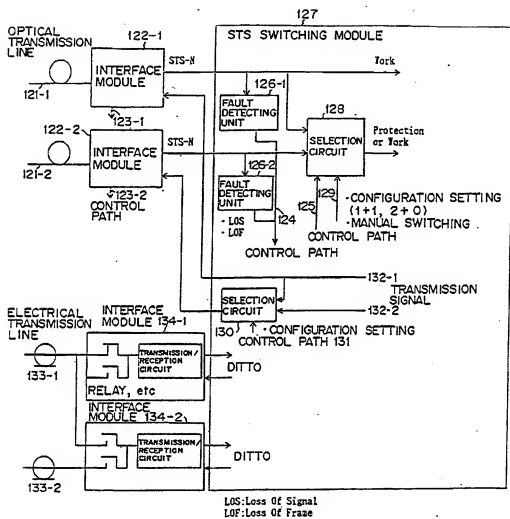 127
OPTICAL
TRANSMISSION
LINE
122-1
STS SWITCHING MODULE
INTERFACE
MODULE
STS-N
Work
121-1
126-1
FAULT
DETECTING
UNIT
128
122-2
123-1
INTERFACE
MODULE
STS-N
SELECTION
CIRCUIT
Protection
or Work
121-2
126-2
FAULT
DETECTING
UNIT
123-2
CONTROL
PATH
· LOS
· LOF
124
125
129
·CONFIGURATION SETTING
(1+1, 2+0)
·MANUAL SWITCHING
CONTROL
PATH
CONTROL
PATH
132-1
TRANSMISSION
SIGNAL
132-2
SELECTION
CIRCUIT
130
·CONFIGURATION SETTING
CONTROL PATH 131
ELECTRICAL
TRANSMISSION
LINE
INTERFACE
MODULE 134-1
TRANSMISSION/
RECEPTION
CIRCUIT
DITTO
133-1
RELAY, etc
INTERFACE
MODULE 134-2
TRANSMISSION/
RECEPTION
CIRCUIT
DITTO
133-2
LOS:Loss Of Signal
LOF:Loss Of Frame